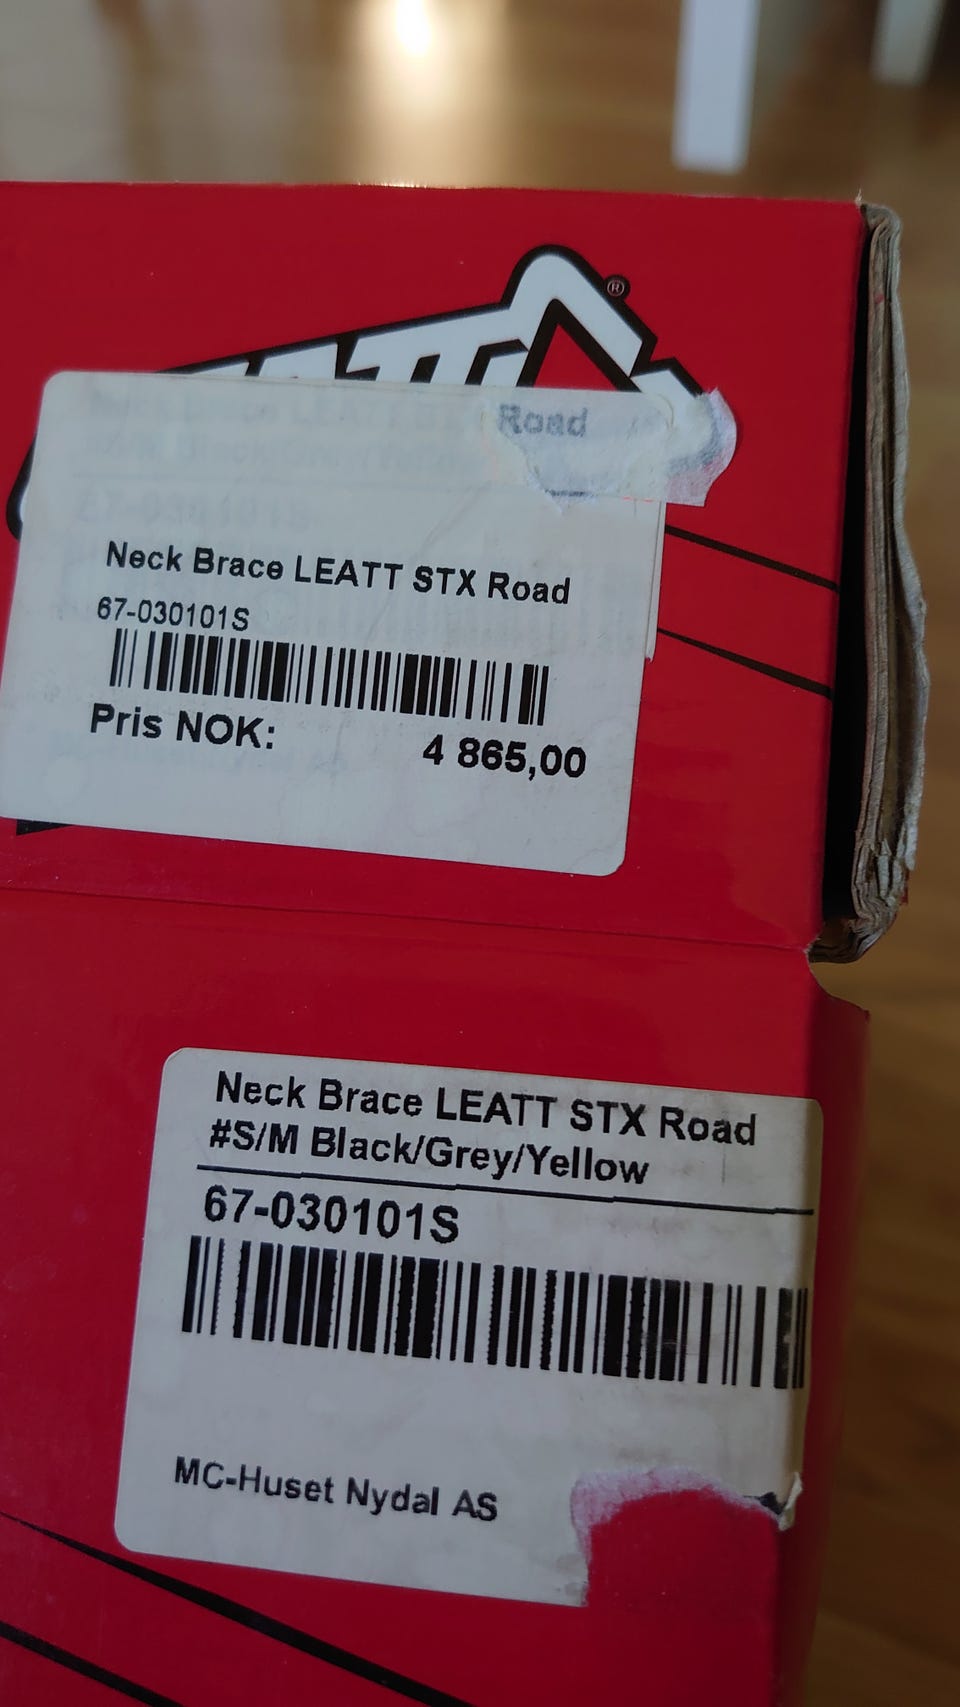 ®
Road
Neck Brace LEATT STX Road
67-030101S
Pris NOK: 4 865,00
Neck Brace LEATT STX Road
#S/M Black/Grey/Yellow
67-030101S
MC-Huset Nydal AS